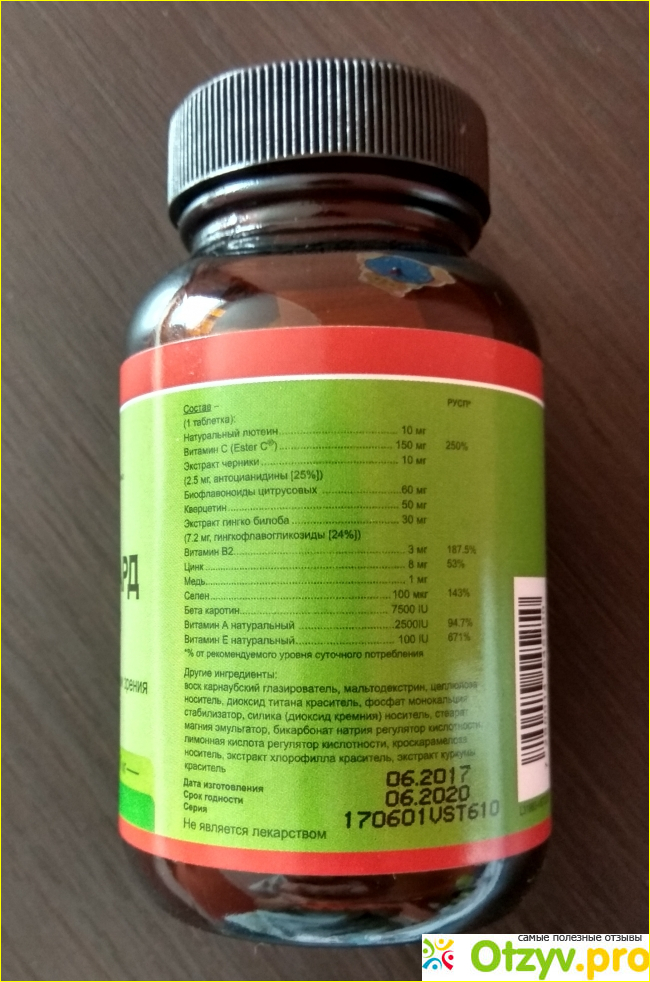 Состав –
РУСП*
(1 таблетка):
Натуральный лютеин 10 мг
Витамин С (Ester C®) 150 мг 250%
Экстракт черники 10 мг
(2.5 мг, антоцианидины [25%])
Биофлавоноиды цитрусовых 60 мг
Кверцетин 50 мг
Экстракт гингко билоба 30 мг
(7.2 мг, гингкофлавогликозиды [24%])
Витамин В2 3 мг 187.5%
Цинк 8 мг 53%
Медь 1 мг
Селен 100 мкг 143%
Бета каротин 7500 IU
Витамин А натуральный 2500IU 94.7%
Витамин Е натуральный 100 IU 671%
*% от рекомендуемого уровня суточного потребления
Другие ингредиенты:
воск карнаубский глазирователь, мальтодекстрин, целлюлоза
носитель, диоксид титана краситель, фосфат монокальция
стабилизатор, силика (диоксид кремния) носитель, стеарат
магния эмульгатор, бикарбонат натрия регулятор кислотности,
лимонная кислота регулятор кислотности, кроскарамелоза
носитель, экстракт хлорофилла краситель, экстракт куркумы
краситель
Дата изготовления 06.2017
Срок годности 06.2020
Серия 170601VST610
Не является лекарством
РД
зрения
самые полезные отзывы
Otzyv.pro